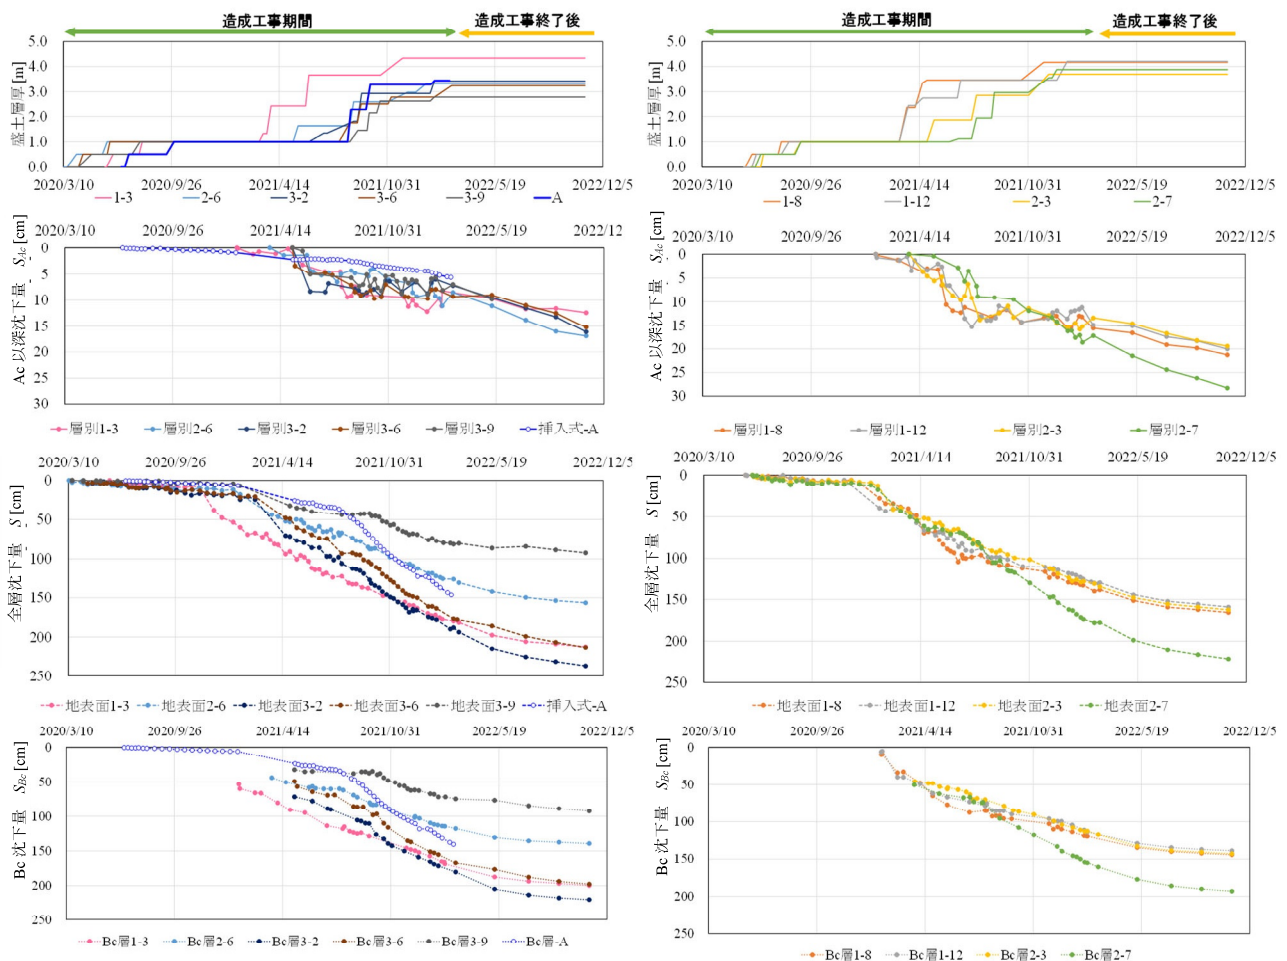 造成工事期間
造成工事終了後
盛土層厚 [m]
5.0
4.0
3.0
2.0
1.0
0.0
2020/3/10 2020/9/26 2021/4/14 2021/10/31 2022/5/19 2022/12/5
1-3 2-6 3-2 3-6 3-9 A
2020/3/10 2020/9/26 2021/4/14 2021/10/31 2022/5/19 2022/12
Ac 以深沈下量 SAc [cm]
0
5
10
15
20
25
30
層別1-3 層別2-6 層別3-2 層別3-6 層別3-9 挿入式-A
2020/3/10 2020/9/26 2021/4/14 2021/10/31 2022/5/19 2022/12/5
全層沈下量 S [cm]
0
50
100
150
200
250
地表面1-3 地表面2-6 地表面3-2 地表面3-6 地表面3-9 挿入式-A
2020/3/10 2020/9/26 2021/4/14 2021/10/31 2022/5/19 2022/12/5
Bc 沈下量 SBc [cm]
0
50
100
150
200
250
Bc層1-3 Bc層2-6 Bc層3-2 Bc層3-6 Bc層3-9 Bc層-A
造成工事期間
造成工事終了後
盛土層厚 [m]
5.0
4.0
3.0
2.0
1.0
0.0
2020/3/10 2020/9/26 2021/4/14 2021/10/31 2022/5/19 2022/12/5
1-8 1-12 2-3 2-7
2020/3/10 2020/9/26 2021/4/14 2021/10/31 2022/5/19 2022/12/5
Ac 以深沈下量 SAc [cm]
0
5
10
15
20
25
30
層別1-8 層別1-12 層別2-3 層別2-7
2020/3/10 2020/9/26 2021/4/14 2021/10/31 2022/5/19 2022/12/5
全層沈下量 S [cm]
0
50
100
150
200
250
地表面1-8 地表面1-12 地表面2-3 地表面2-7
2020/3/10 2020/9/26 2021/4/14 2021/10/31 2022/5/19 2022/12/5
Bc 沈下量 SBc [cm]
0
50
100
150
200
250
Bc層1-8 Bc層1-12 Bc層2-3 Bc層2-7